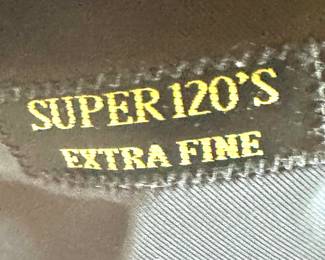 SUPER 120'S
EXTRA FINE